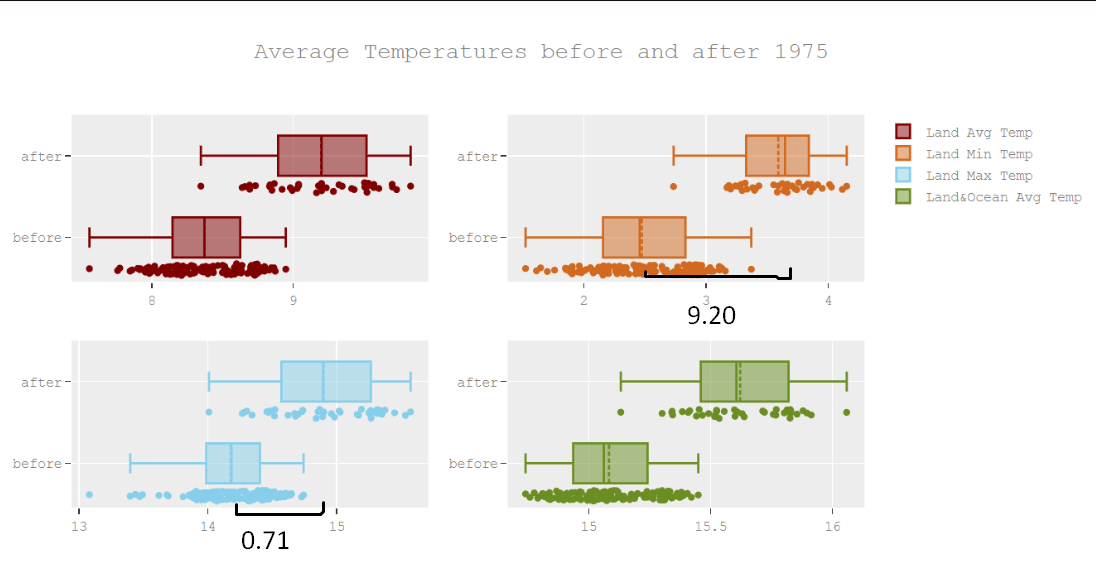 Average Temperatures before and after 1975
after
before
8 9
after
before
2 3 4
9.20
Land Avg Temp
Land Min Temp
Land Max Temp
Land&Ocean Avg Temp
after
before
13 14 15
0.71
after
before
15 15.5 16